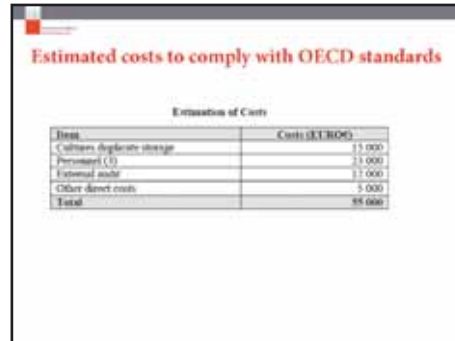 Estimated costs to comply with OECD standards
Estimation of Costs
Item Costs (EURO€)
Cultures duplicate storage 15 000
Personnel (3) 23 000
External audit 12 000
Other direct costs 5 000
Total 55 000